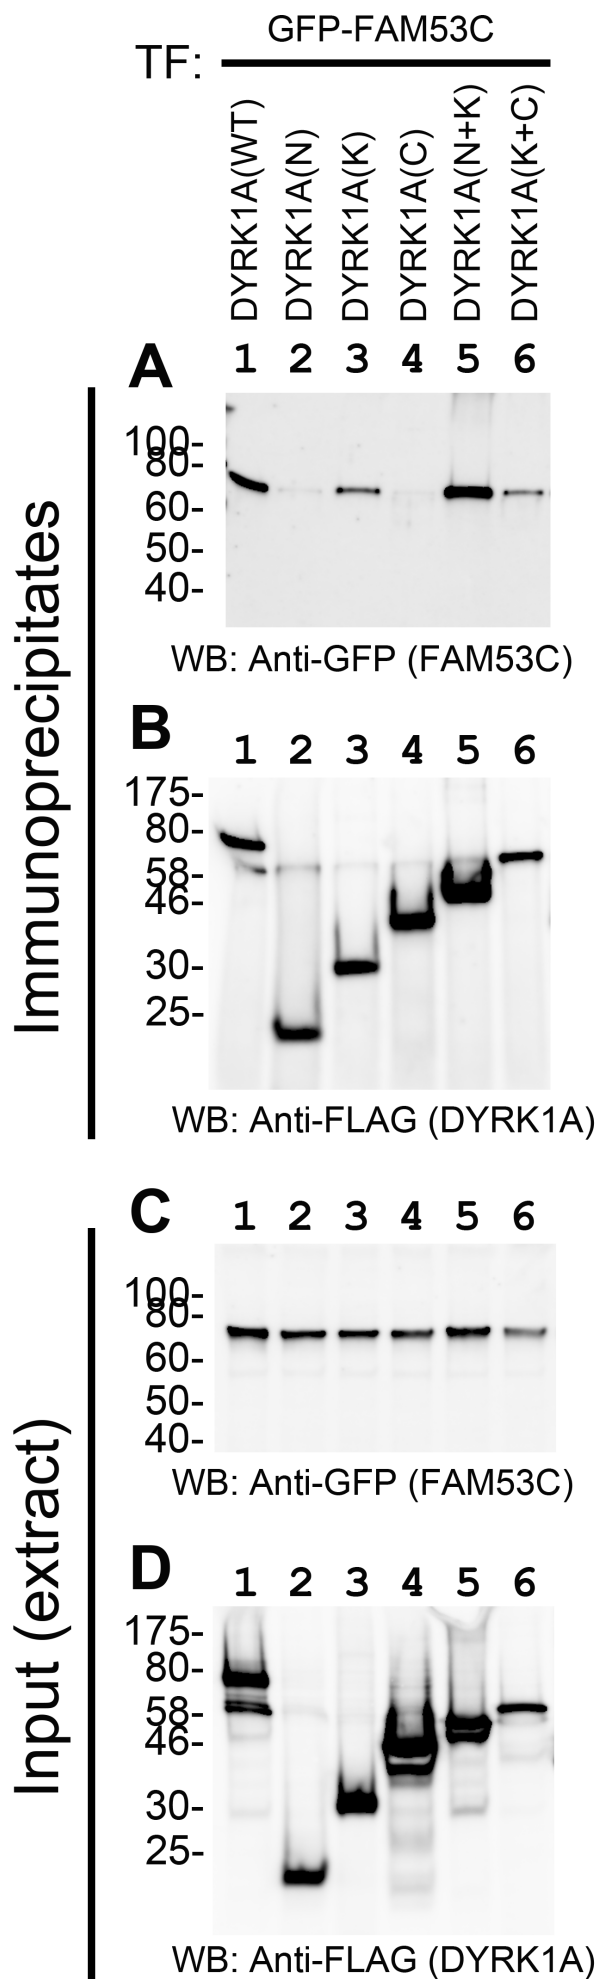 GFP-FAM53C
TF:
DYRK1A(WT)
DYRK1A(N)
DYRK1A(K)
DYRK1A(C)
DYRK1A(N+K)
DYRK1A(K+C)
A
1 2 3 4 5 6
100-
80-
60-
50-
40-
WB: Anti-GFP (FAM53C)
B
1 2 3 4 5 6
175-
80-
58-
46-
30-
25-
WB: Anti-FLAG (DYRK1A)
Immunoprecipitates
C
1 2 3 4 5 6
100-
80-
60-
50-
40-
WB: Anti-GFP (FAM53C)
D
1 2 3 4 5 6
175-
80-
58-
46-
30-
25-
WB: Anti-FLAG (DYRK1A)
Input (extract)